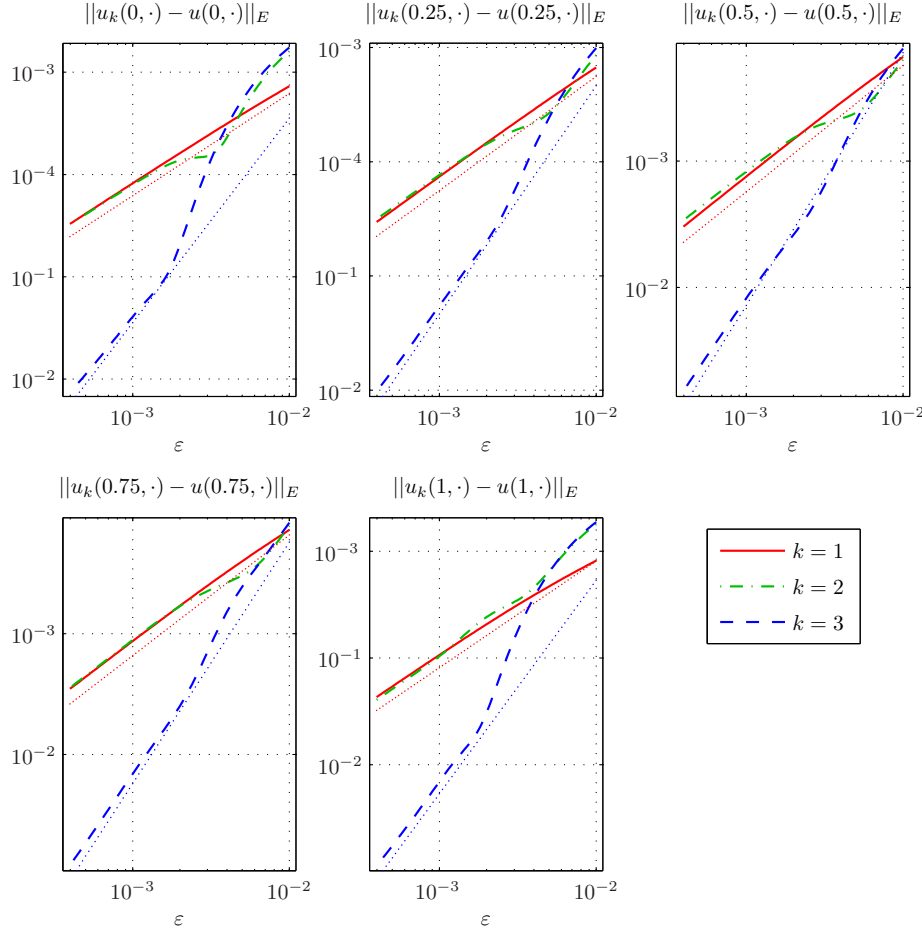 ||u_k(0, ·) − u(0, ·)||_E
||u_k(0.25, ·) − u(0.25, ·)||_E
||u_k(0.5, ·) − u(0.5, ·)||_E
10^{−3}
10^{−4}
10^{−1}
10^{−2}
10^{−3}
10^{−2}
ε
10^{−3}
10^{−4}
10^{−1}
10^{−2}
10^{−3}
10^{−2}
ε
10^{−3}
10^{−2}
10^{−3}
10^{−2}
ε
||u_k(0.75, ·) − u(0.75, ·)||_E
||u_k(1, ·) − u(1, ·)||_E
10^{−3}
10^{−2}
10^{−3}
10^{−2}
ε
10^{−3}
10^{−1}
10^{−2}
10^{−3}
10^{−2}
ε
k = 1
k = 2
k = 3